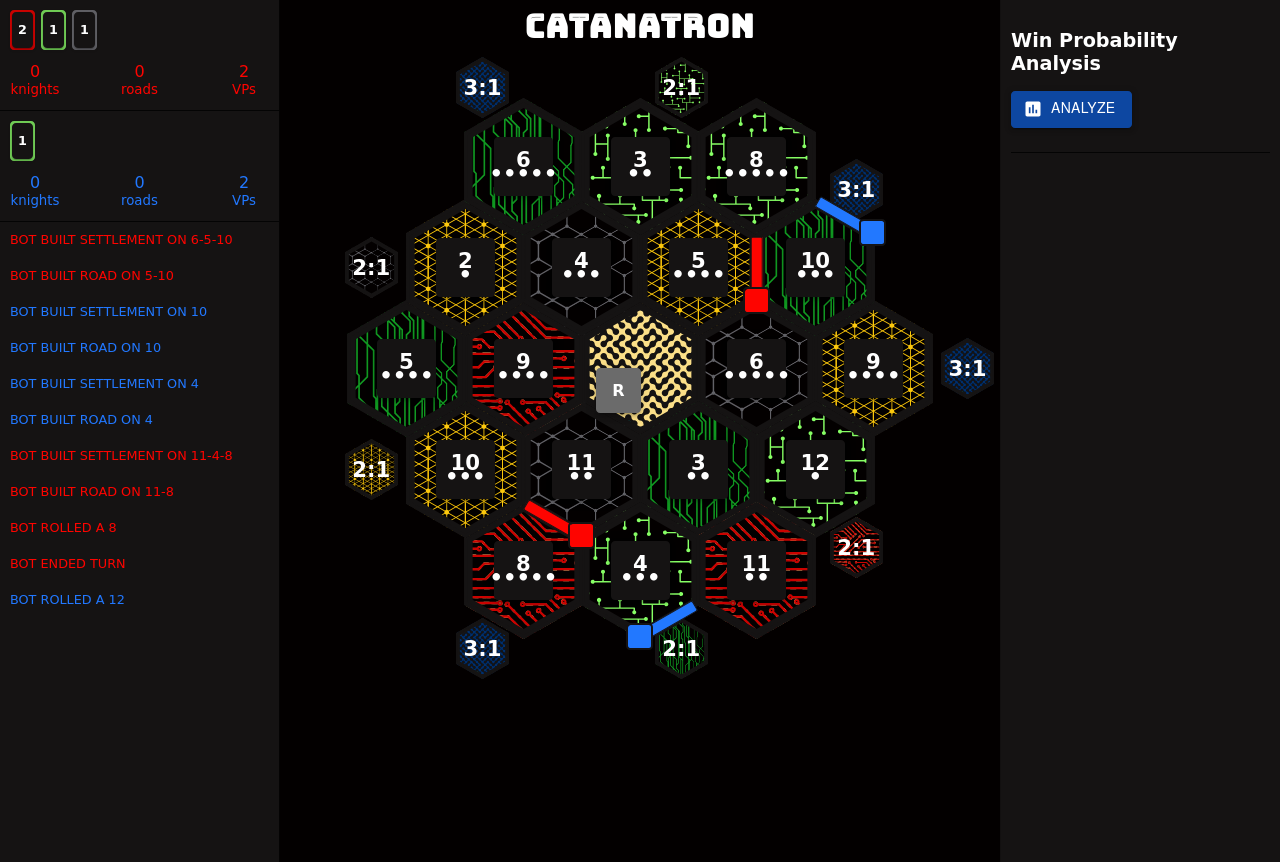 2 1 1
0 0 2
knights roads VPs
1
0 0 2
knights roads VPs
BOT BUILT SETTLEMENT ON 6-5-10
BOT BUILT ROAD ON 5-10
BOT BUILT SETTLEMENT ON 10
BOT BUILT ROAD ON 10
BOT BUILT SETTLEMENT ON 4
BOT BUILT ROAD ON 4
BOT BUILT SETTLEMENT ON 11-4-8
BOT BUILT ROAD ON 11-8
BOT ROLLED A 8
BOT ENDED TURN
BOT ROLLED A 12
CATANATRON
3:1 2:1
6 3 8
3:1
2:1 2 4 5 10
5 9 R 6 9 3:1
2:1 10 11 3 12
2:1
8 4 11
3:1 2:1
Win Probability
Analysis
ANALYZE